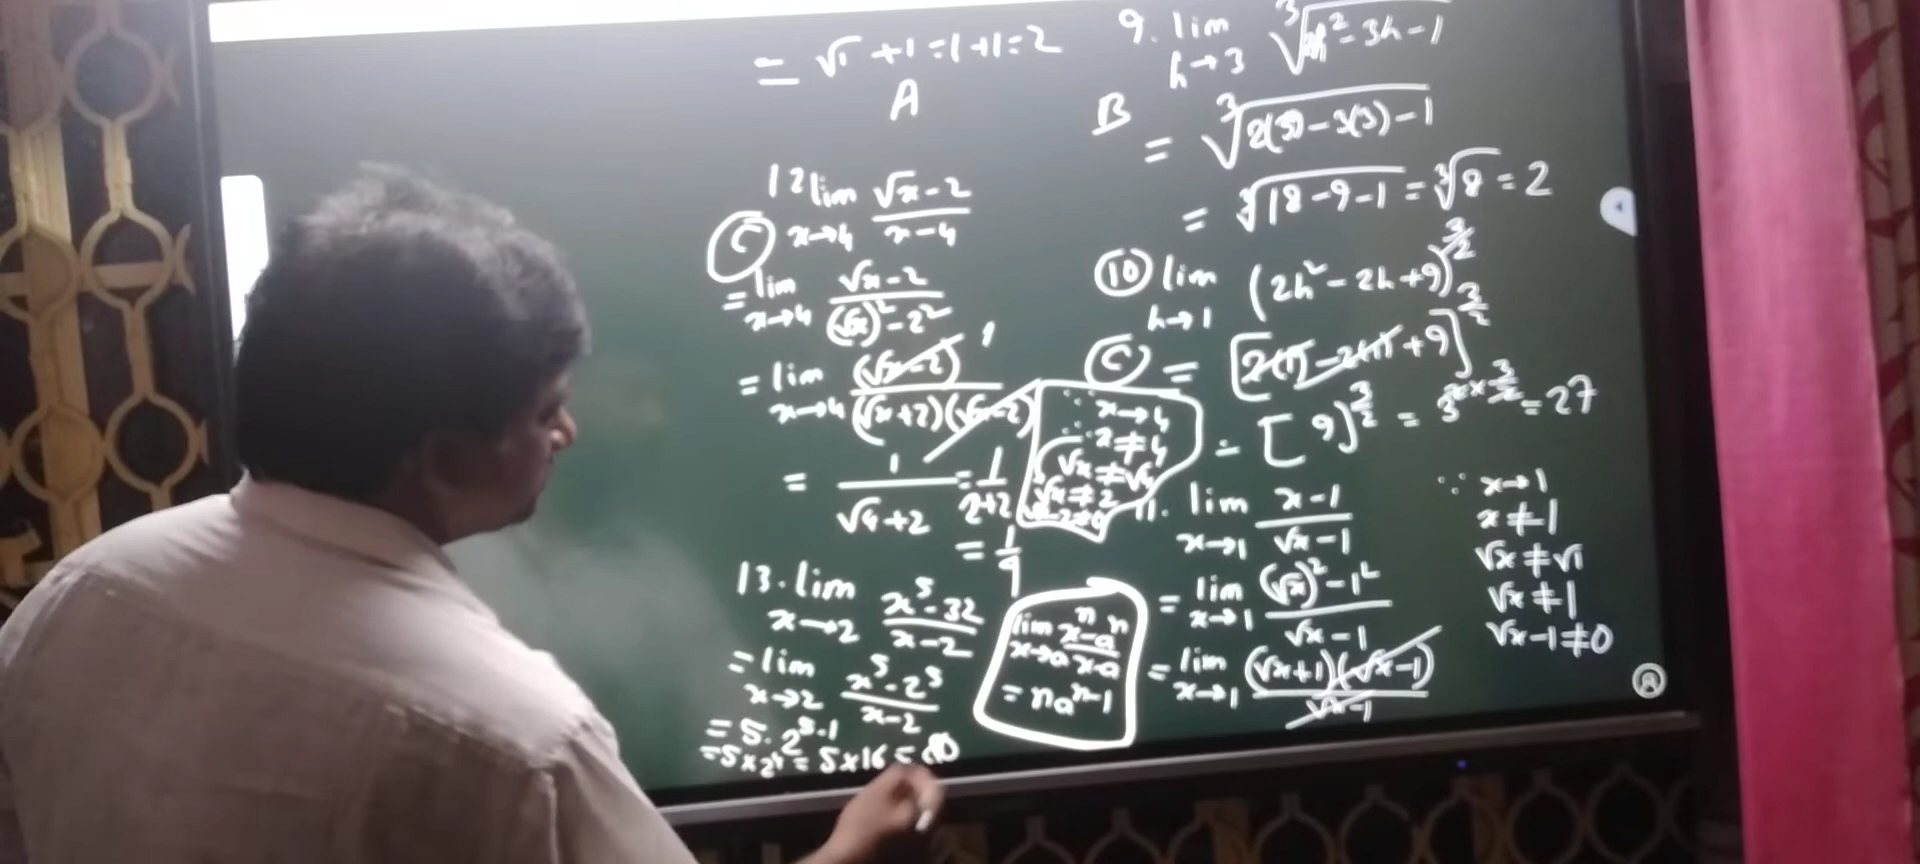 = √1 + 1 = 1 + 1 = 2
A
12 lim x→4 (√x - 2)/(x - 4)
C
= lim x→4 (√x - 2)/((√x)² - 2²)
= lim x→4 (√x - 2) 1/((√x + 2)(√x - 2))
∵ x→4
∴ x ≠ 4
√x ≠ √4
√x ≠ 2
= 1/(√4 + 2) = 1/(2+2)
= 1/4
13. lim x→2 (x⁵ - 32)/(x - 2)
= lim x→2 (x⁵ - 2⁵)/(x - 2)
= 5 · 2⁵⁻¹
= 5 × 2⁴ = 5 × 16 = 80
lim x→a (xⁿ - aⁿ)/(x - a)
= naⁿ⁻¹
9. lim h→3 ∛(2h² - 3h - 1)
B
= ∛(2(9) - 3(3) - 1)
= ∛(18 - 9 - 1) = ∛8 = 2
10 lim h→1 (2h² - 2h + 9)^(3/2)
C = [2(1) - 2(1) + 9]^(3/2)
= [9]^(3/2) = 3^(2 × 3/2) = 27
11. lim x→1 (x - 1)/(√x - 1)
= lim x→1 ((√x)² - 1²)/(√x - 1)
= lim x→1 (√x + 1)(√x - 1)/(√x - 1)
∵ x→1
x ≠ 1
√x ≠ √1
√x ≠ 1
√x - 1 ≠ 0